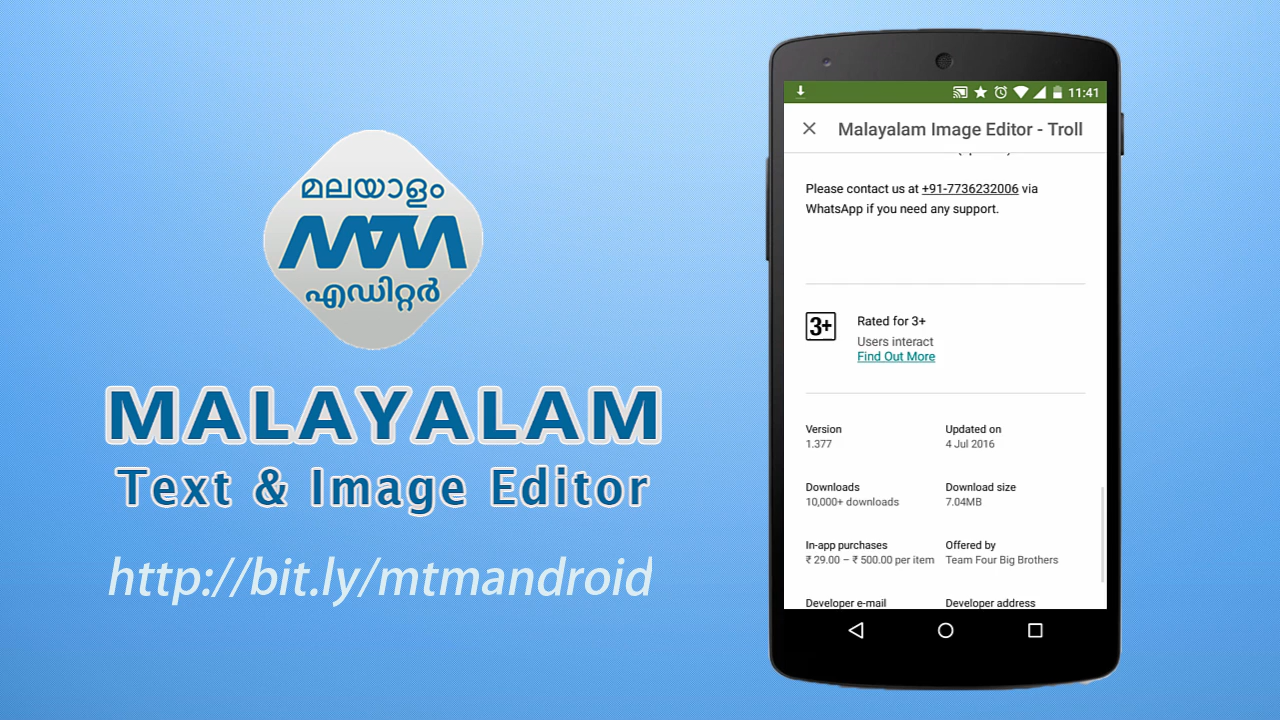 മലയാളം
MTM
എഡിറ്റർ
MALAYALAM
Text & Image Editor
http://bit.ly/mtmandroid
11:41
Malayalam Image Editor - Troll
Please contact us at +91-7736232006 via
WhatsApp if you need any support.
3+
Rated for 3+
Users interact
Find Out More
Version
Updated on
1.377
4 Jul 2016
Downloads
Download size
10,000+ downloads
7.04MB
In-app purchases
Offered by
₹ 29.00 – ₹ 500.00 per item
Team Four Big Brothers
Developer e-mail
Developer address